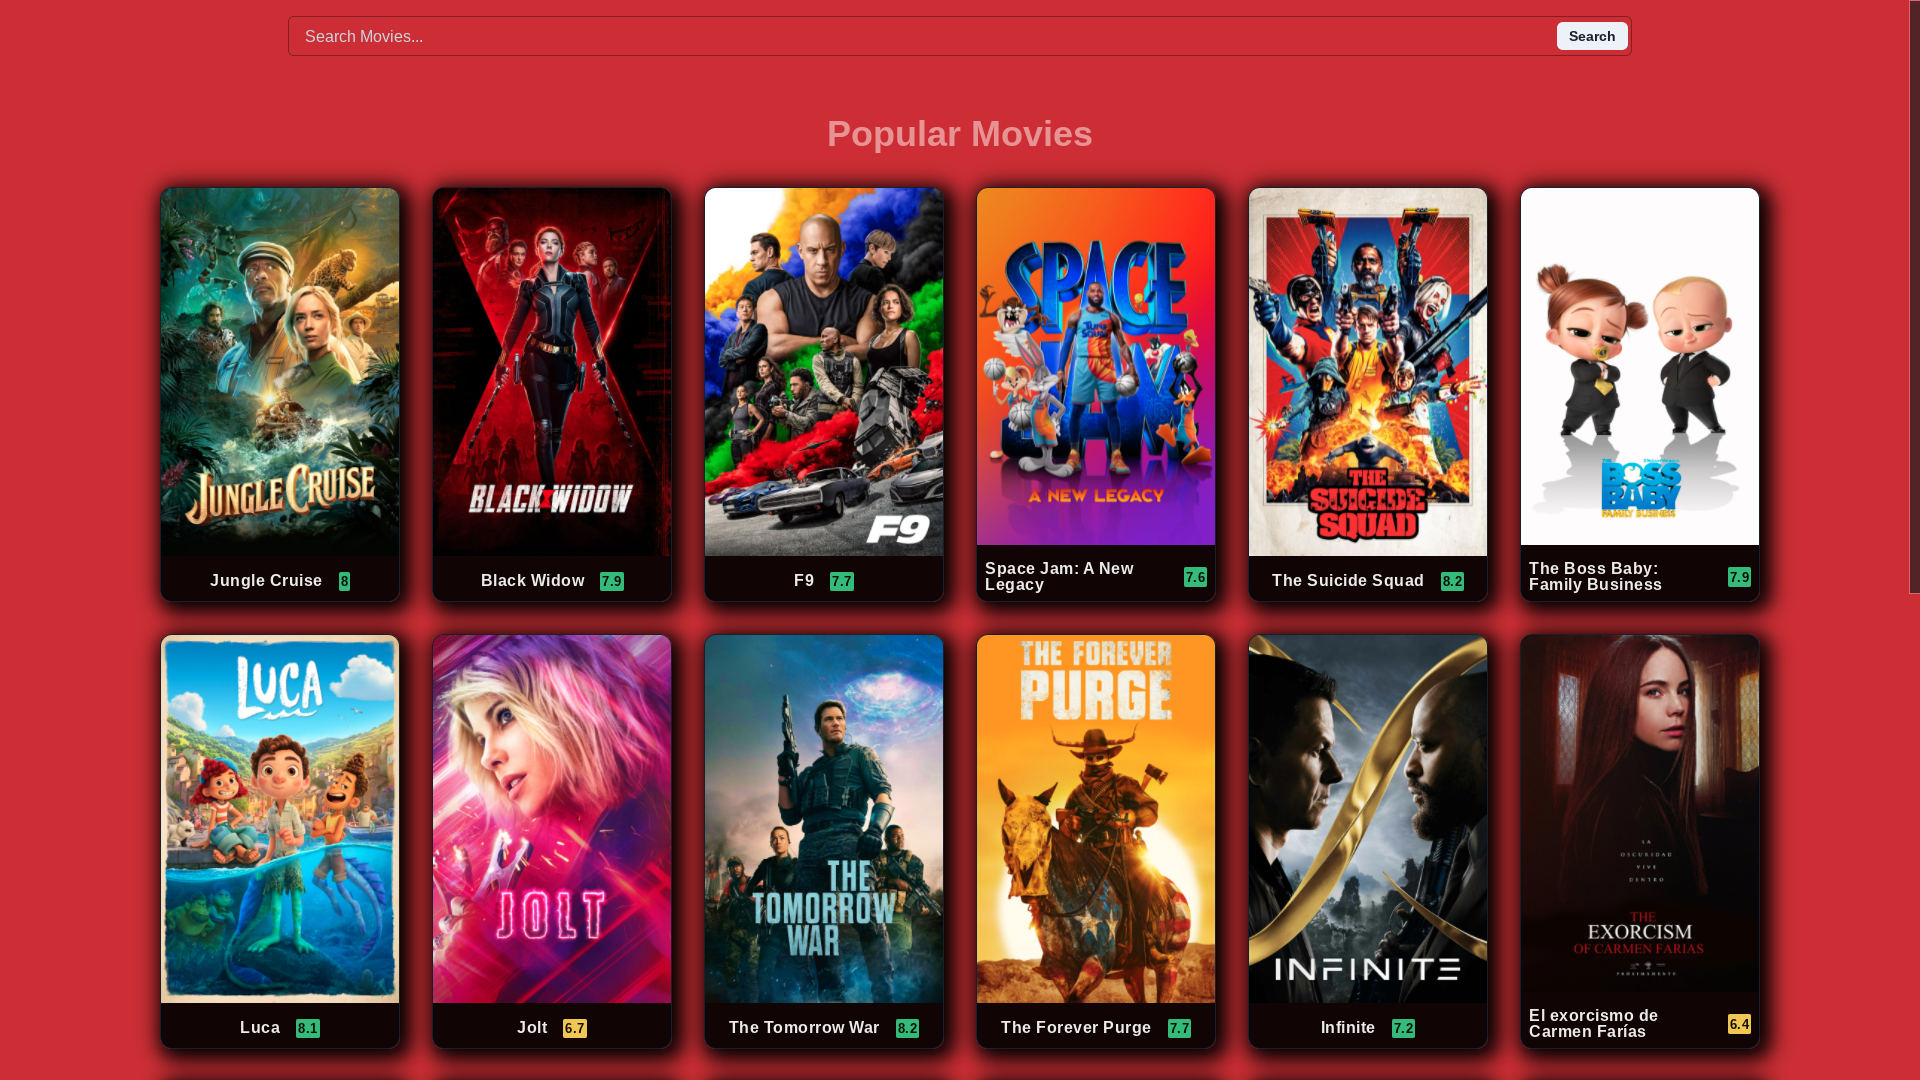 Search Movies...
Search
Popular Movies
JUNGLE CRUISE
BLACK WIDOW
F9
SPACE
JAM
TUNE
SQUAD
A NEW LEGACY
THE
SUICIDE
SQUAD
THE
BOSS
BABY
FAMILY BUSINESS
Jungle Cruise 8
Black Widow 7.9
F9 7.7
Space Jam: A New
Legacy 7.6
The Suicide Squad 8.2
The Boss Baby:
Family Business 7.9
LUCA
JOLT
THE
TOMORROW
WAR
THE FOREVER
PURGE
INFINITE
LA
OSCURIDAD
VIVE
DENTRO
THE
EXORCISM
OF CARMEN FARIAS
PROXIMAMENTE
Luca 8.1
Jolt 6.7
The Tomorrow War 8.2
The Forever Purge 7.7
Infinite 7.2
El exorcismo de
Carmen Farías 6.4